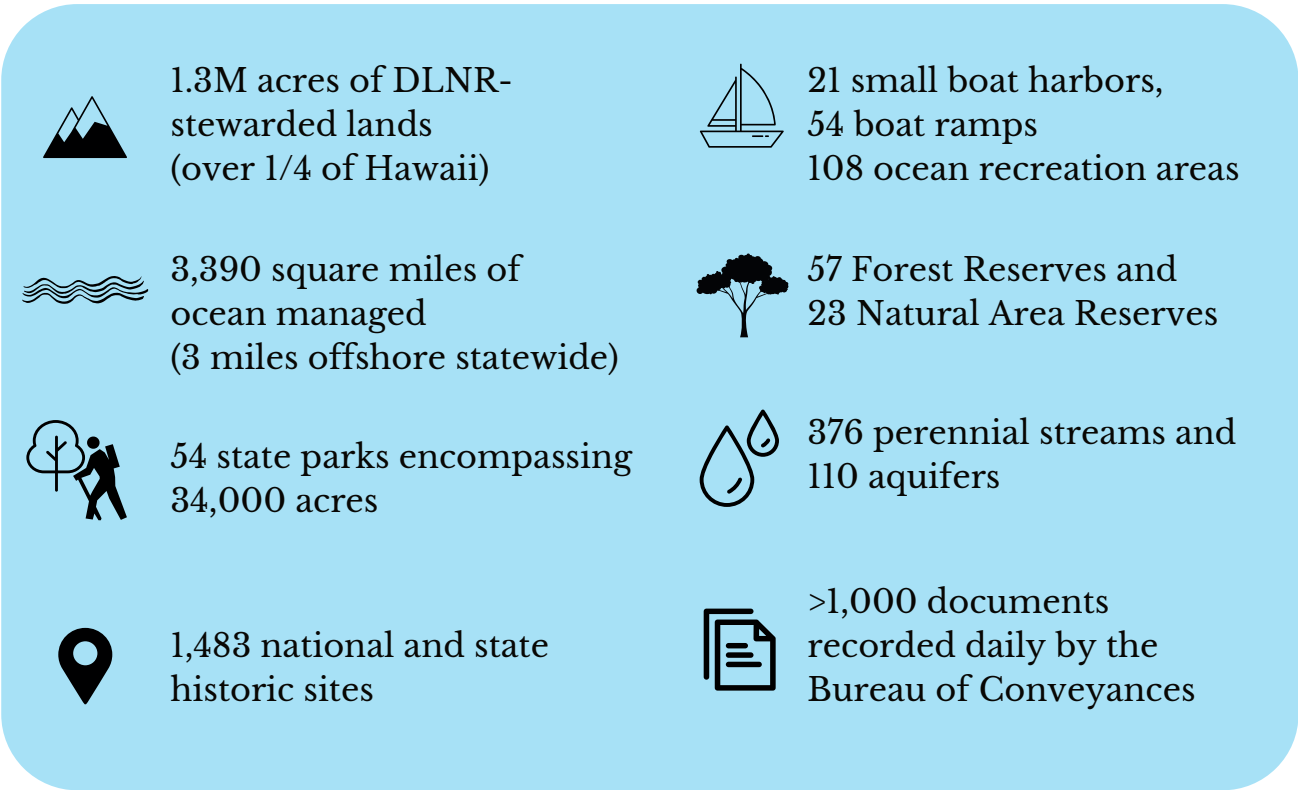 1.3M acres of DLNR-
stewarded lands
(over 1/4 of Hawaii)
3,390 square miles of
ocean managed
(3 miles offshore statewide)
54 state parks encompassing
34,000 acres
1,483 national and state
historic sites
21 small boat harbors,
54 boat ramps
108 ocean recreation areas
57 Forest Reserves and
23 Natural Area Reserves
376 perennial streams and
110 aquifers
>1,000 documents
recorded daily by the
Bureau of Conveyances